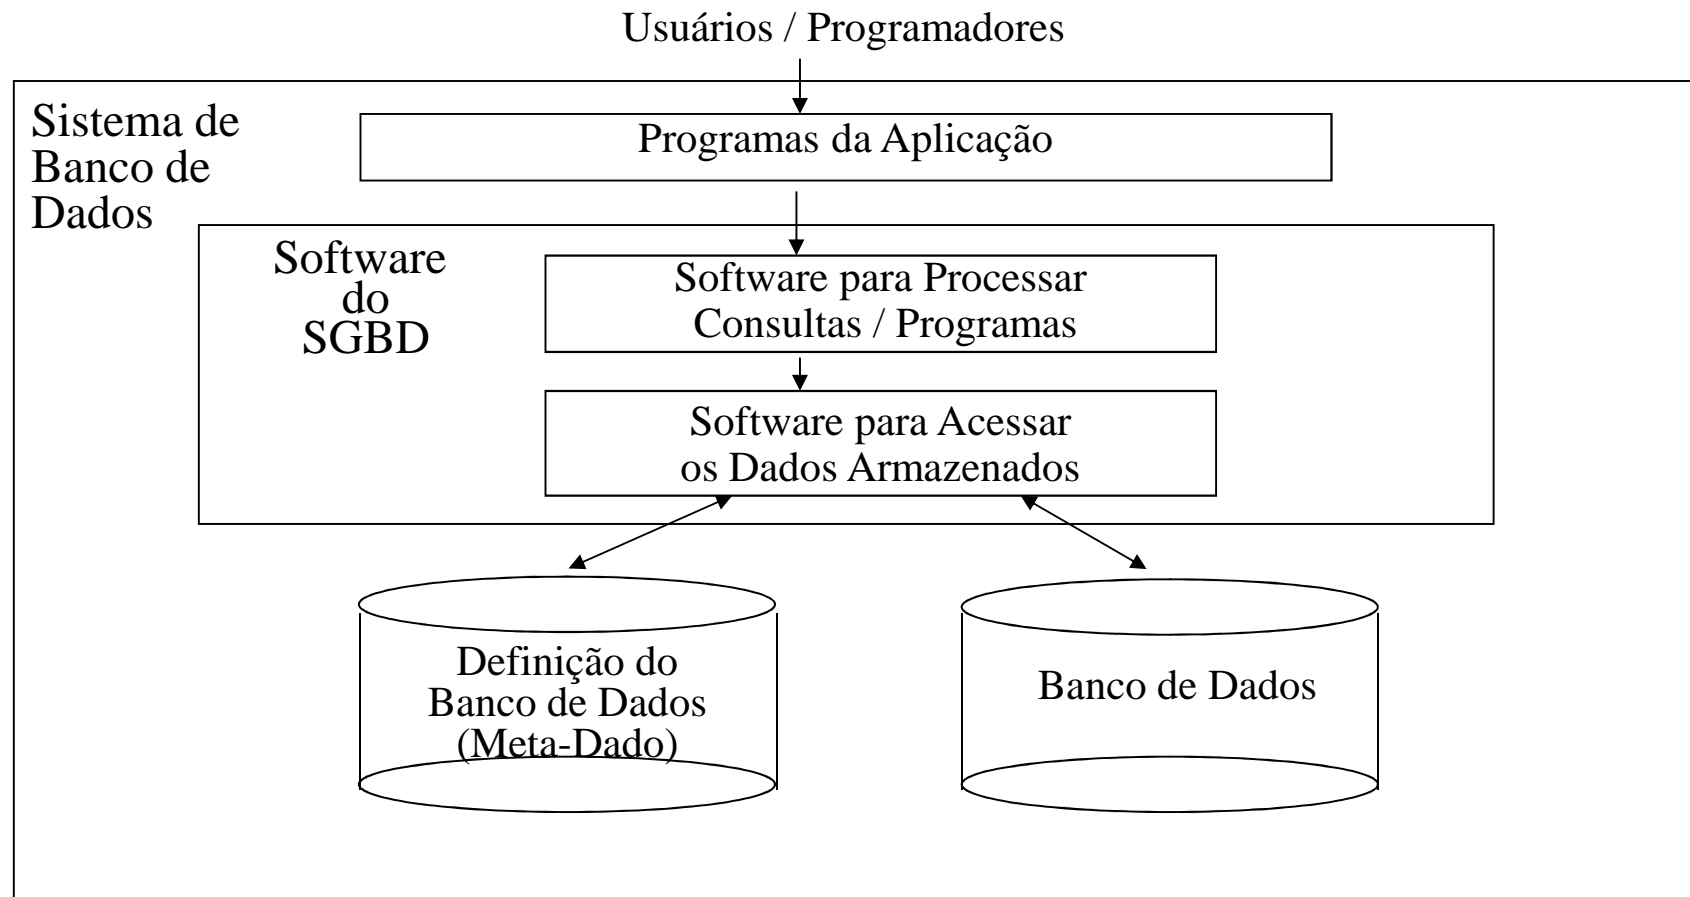 Usuários / Programadores
Sistema de
Banco de
Dados
Programas da Aplicação
Software
do
SGBD
Software para Processar
Consultas / Programas
Software para Acessar
os Dados Armazenados
Definição do
Banco de Dados
(Meta-Dado)
Banco de Dados